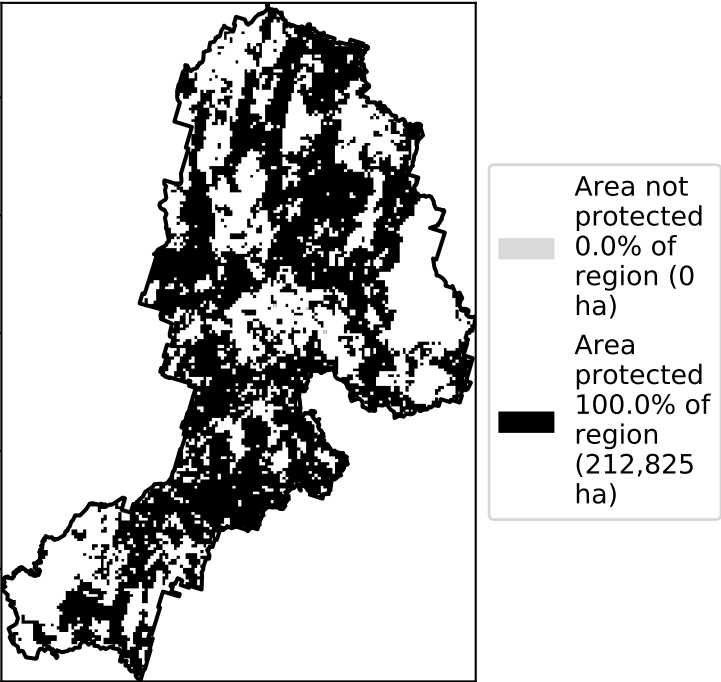 Area not
protected
0.0% of
region (0
ha)
Area
protected
100.0% of
region
(212,825
ha)